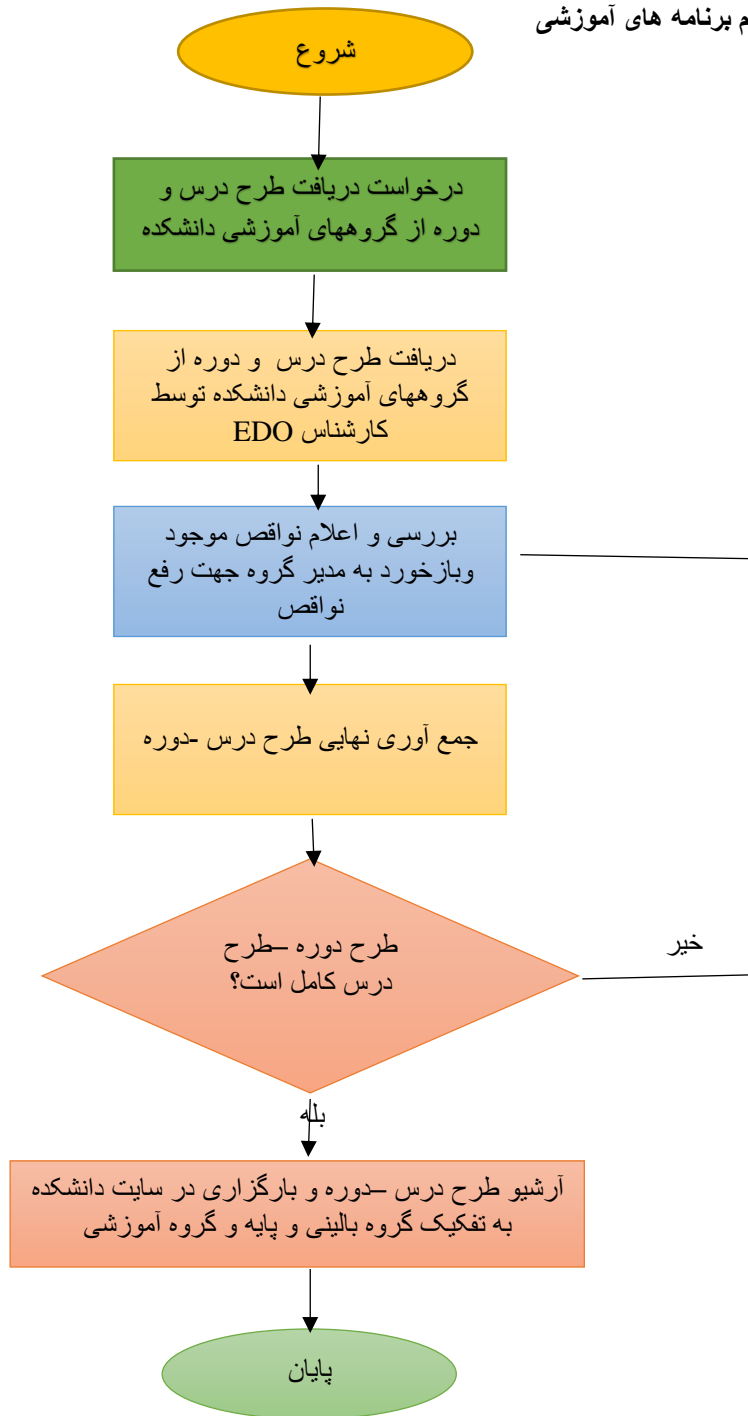 م برنامه های آموزشی
شروع
درخواست دریافت طرح درس و
دوره از گروههای آموزشی دانشکده
دریافت طرح درس و دوره از
گروههای آموزشی دانشکده توسط
کارشناس EDO
بررسی و اعلام نواقص موجود
وبازخورد به مدیر گروه جهت رفع
نواقص
جمع آوری نهایی طرح درس -دوره
طرح دوره –طرح
درس کامل است؟
خیر
بله
آرشیو طرح درس –دوره و بارگزاری در سایت دانشکده
به تفکیک گروه بالینی و پایه و گروه آموزشی
پایان